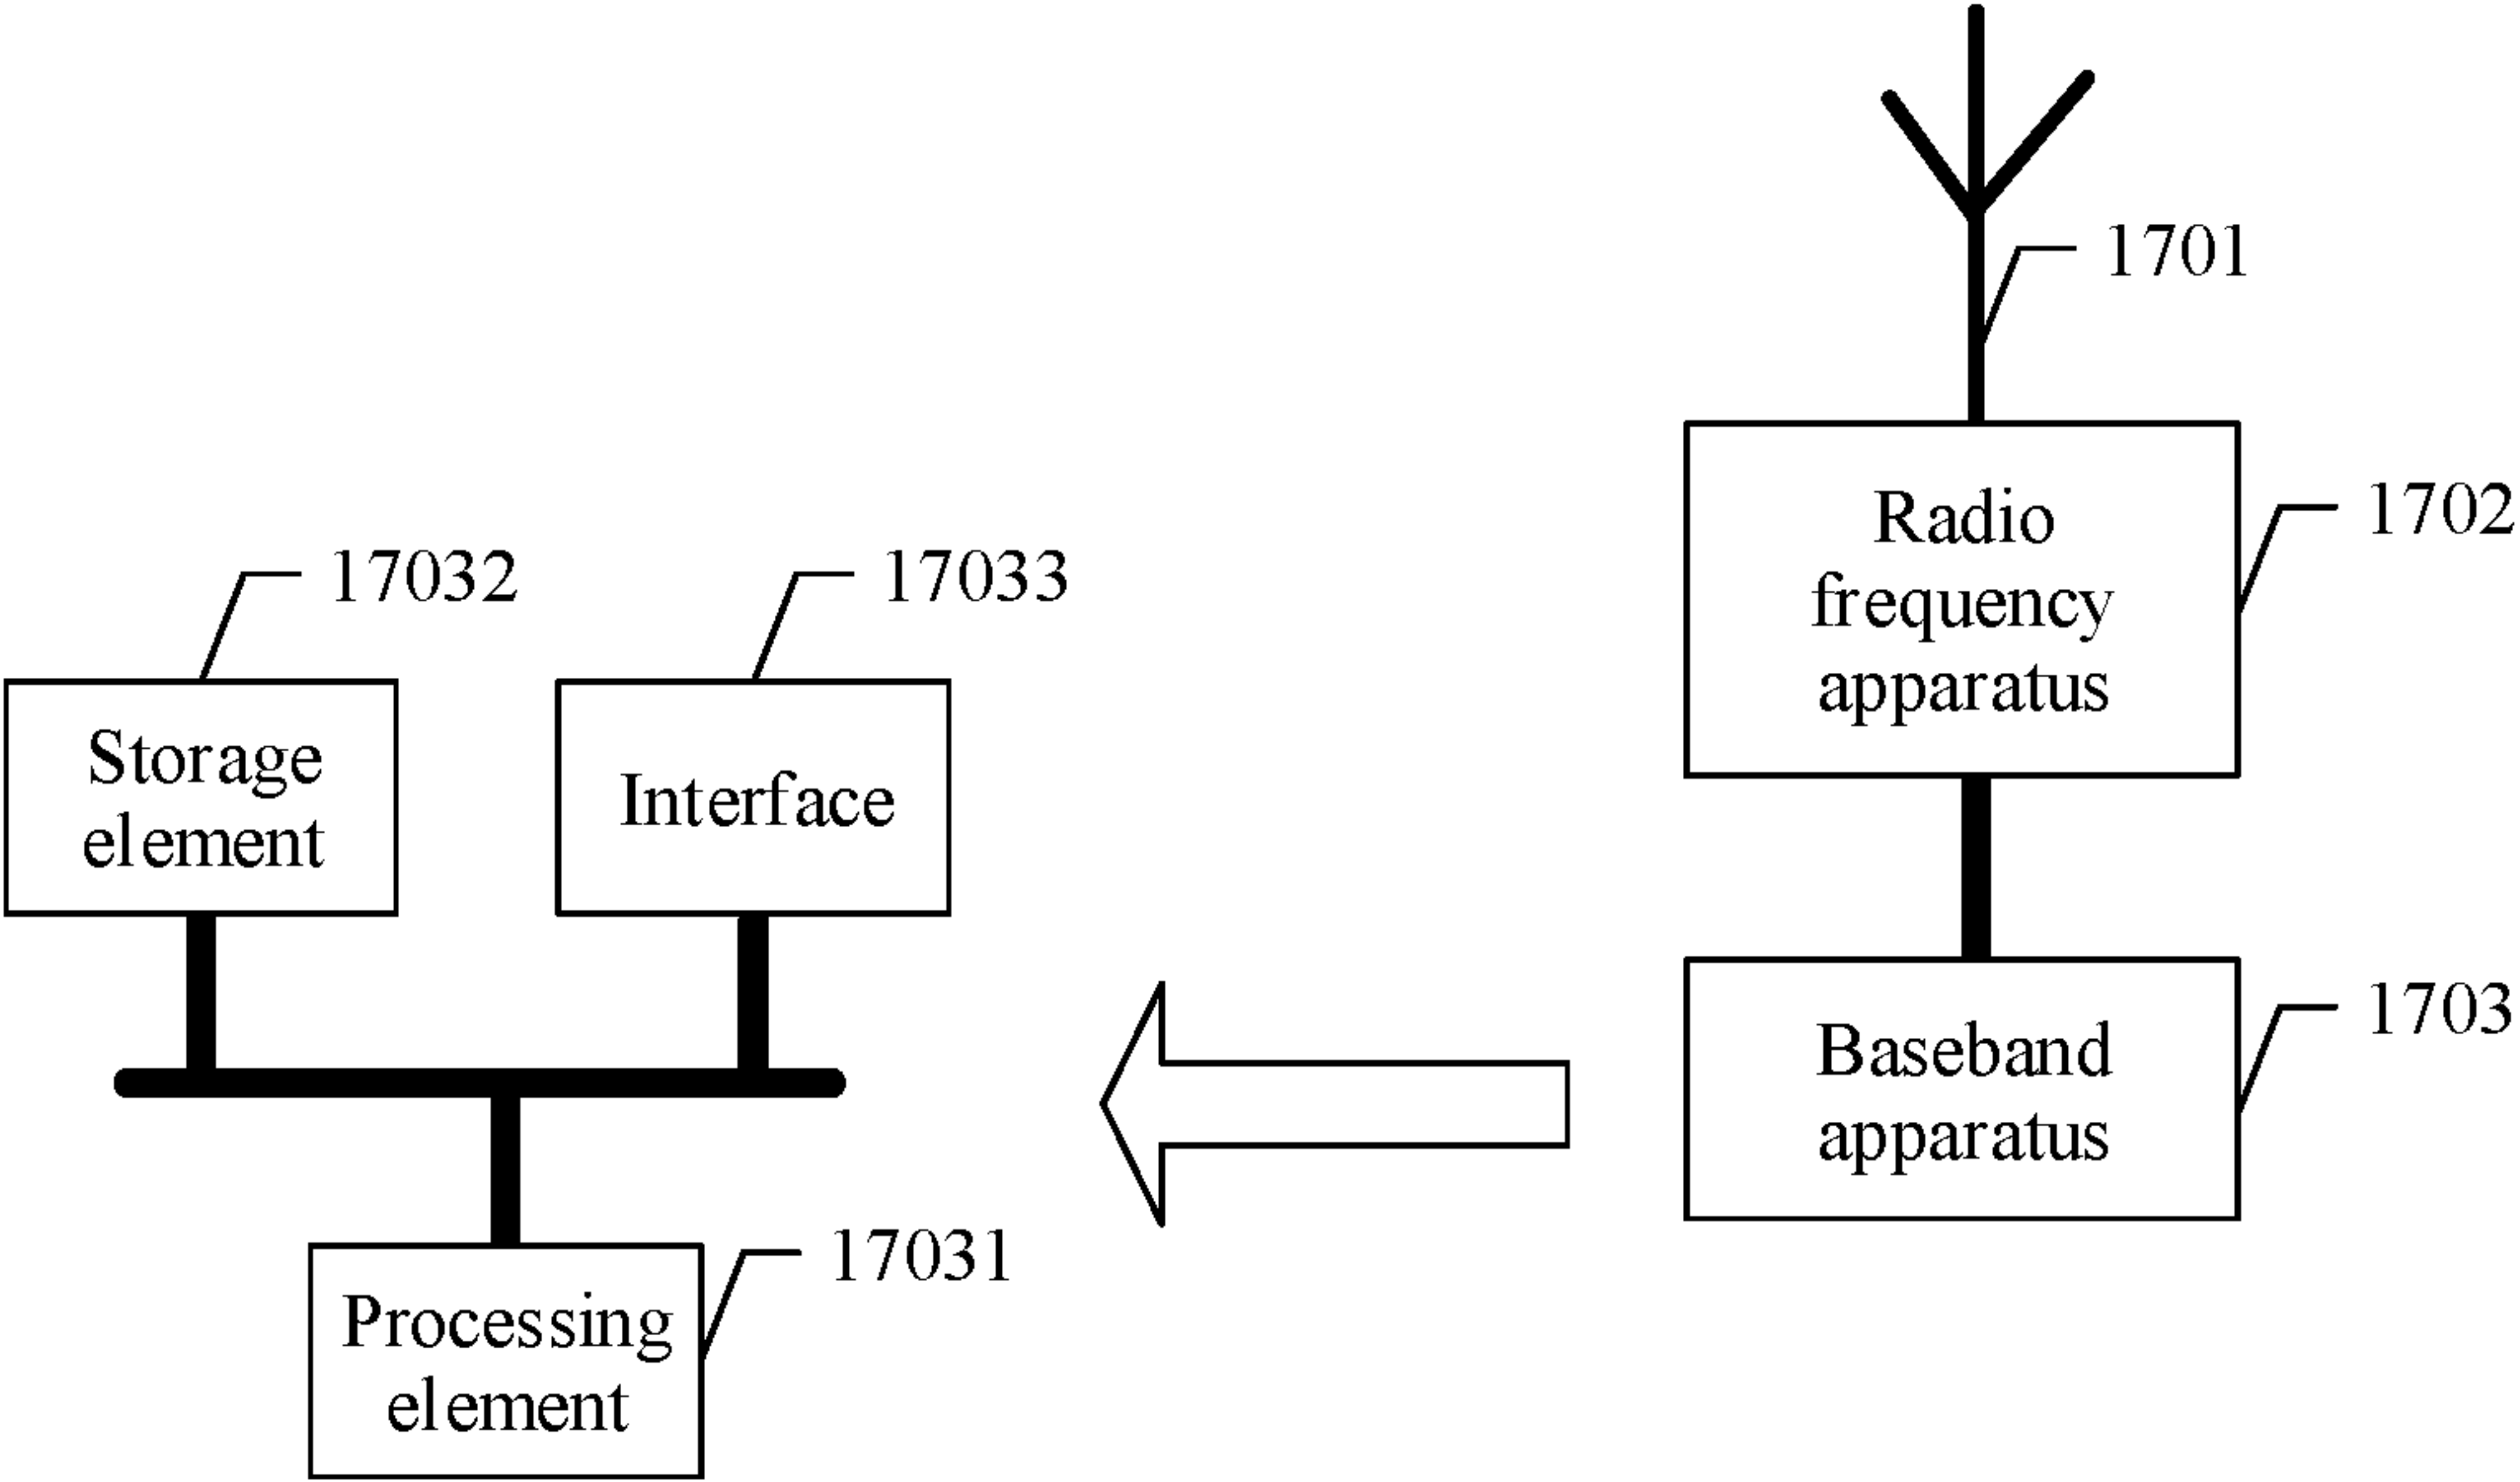 1701
Radio
frequency
apparatus
1702
17032
17033
Storage
element
Interface
Baseband
apparatus
1703
Processing
element
17031